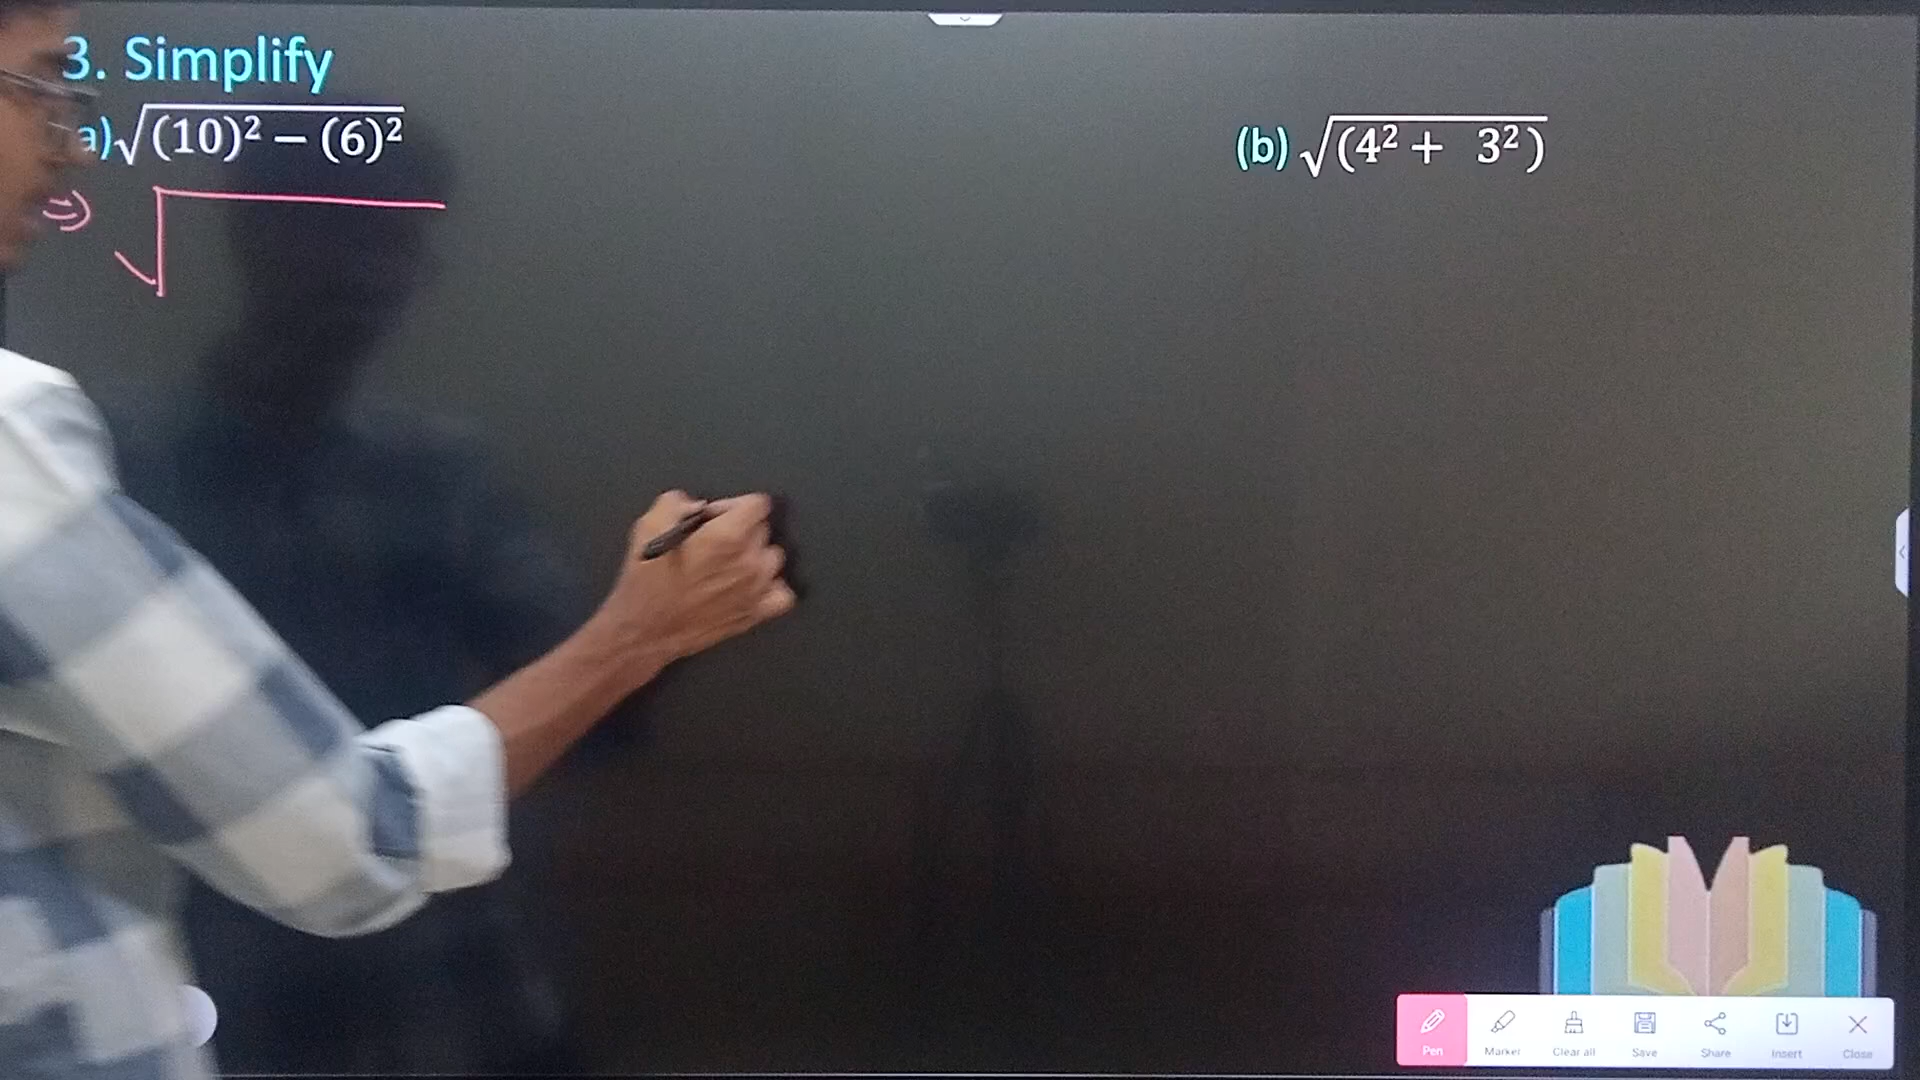 3. Simplify
a)√(10)² – (6)²
(b) √(4² + 3²)
⇒ √
Pen Marker Clear all Save Share Insert Close